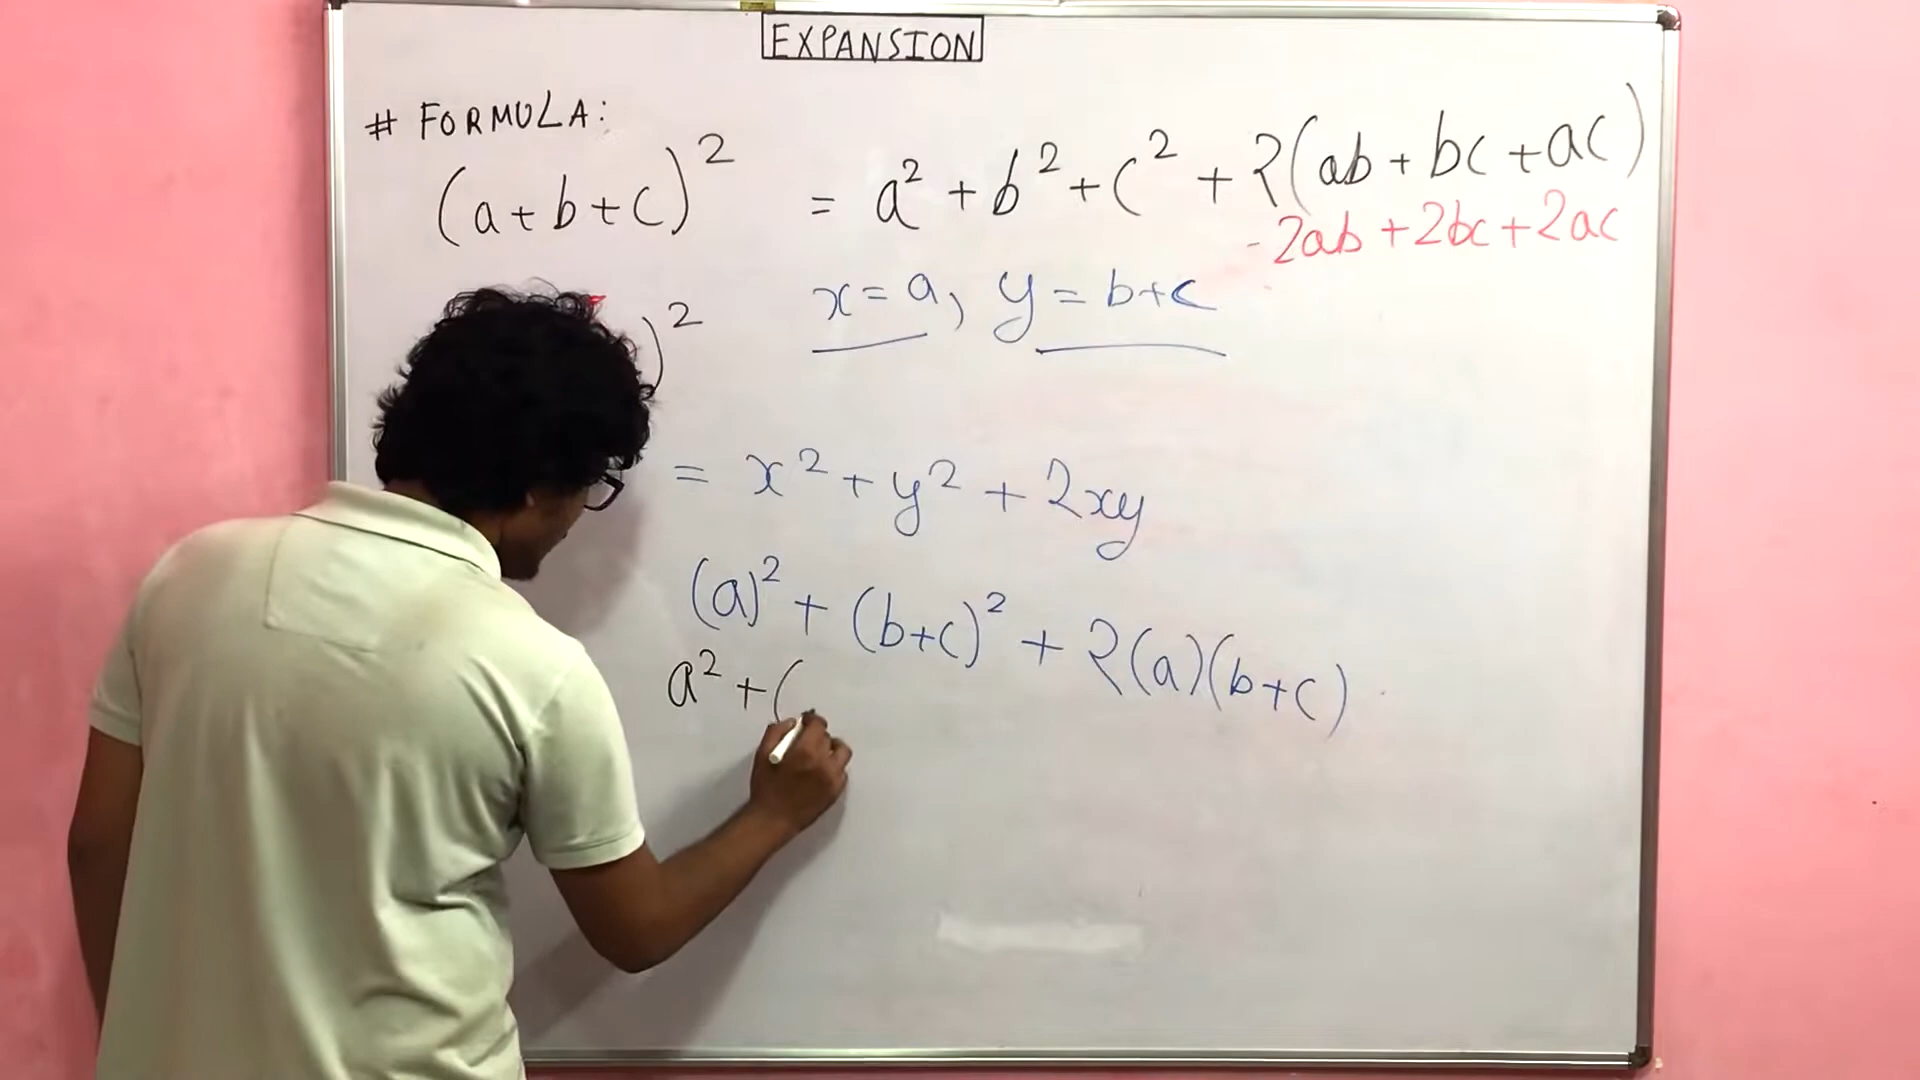 EXPANSION
# FORMULA:
(a+b+c)² = a² + b² + c² + 2(ab + bc + ac)
- 2ab + 2bc + 2ac
x = a, y = b+c
)²
= x² + y² + 2xy
(a)² + (b+c)² + 2(a)(b+c)
a² + (